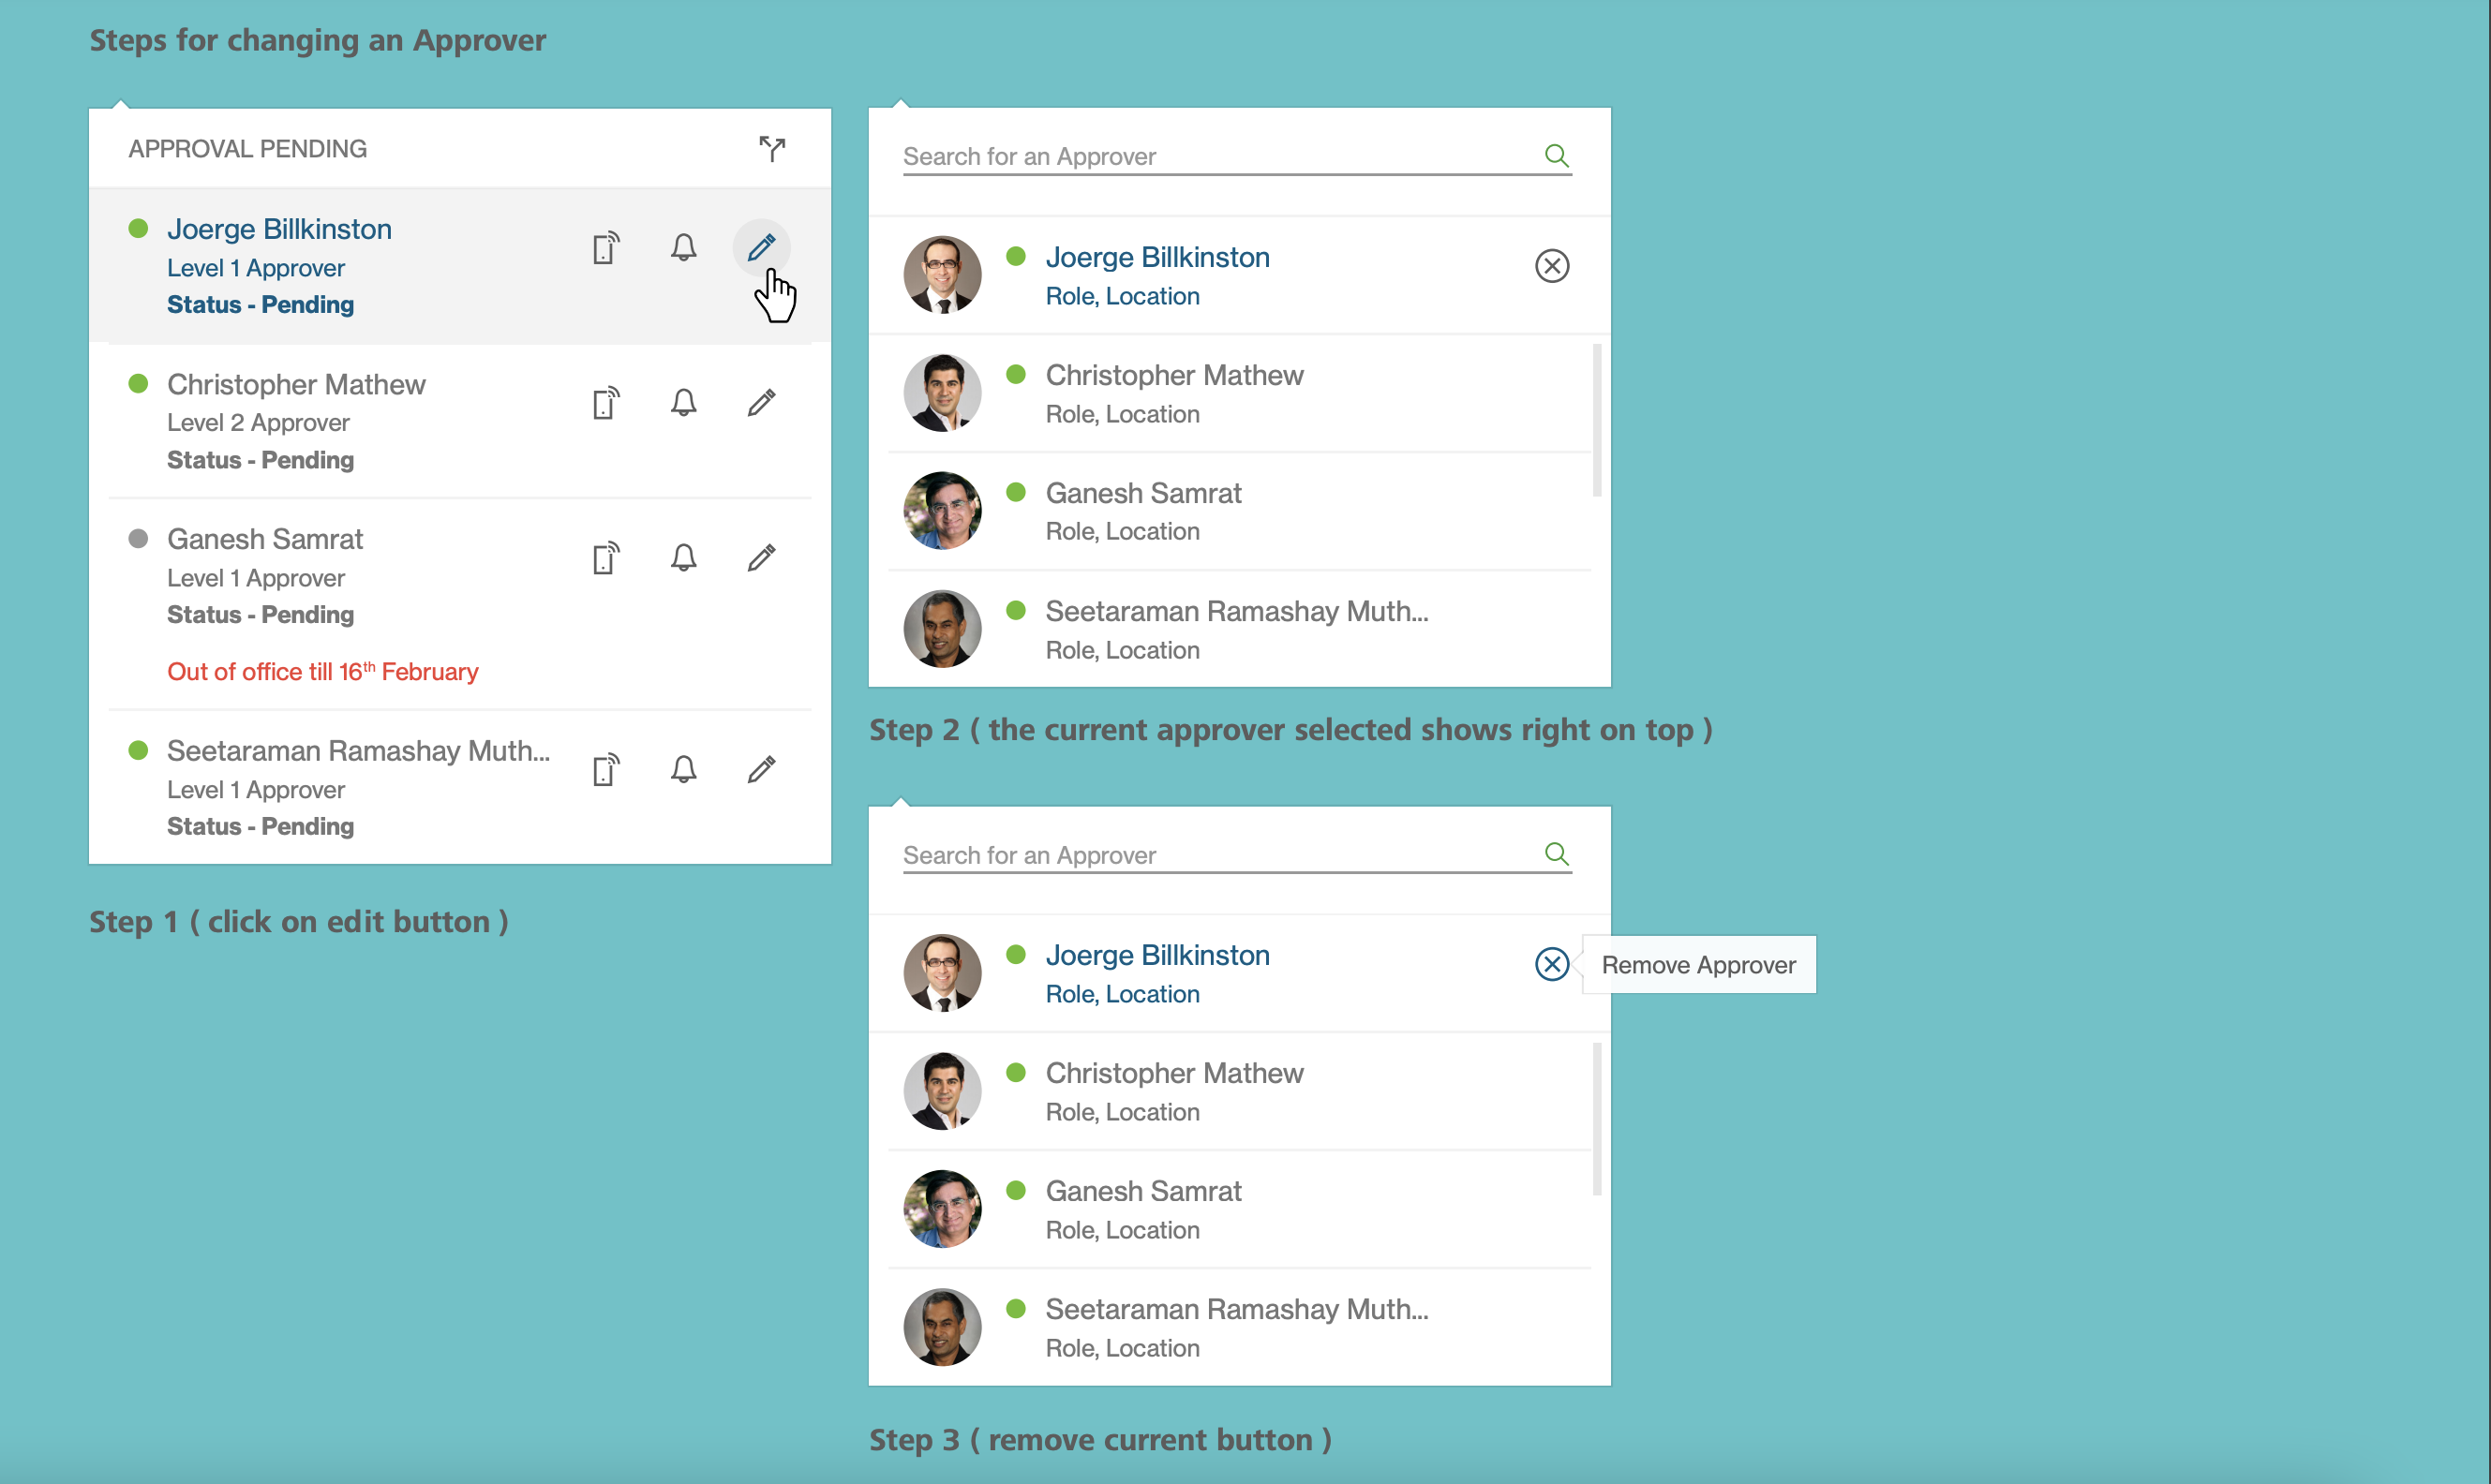 Steps for changing an Approver
APPROVAL PENDING
Joerge Billkinston
Level 1 Approver
Status - Pending
Christopher Mathew
Level 2 Approver
Status - Pending
Ganesh Samrat
Level 1 Approver
Status - Pending
Out of office till 16th February
Seetaraman Ramashay Muth...
Level 1 Approver
Status - Pending
Step 1 ( click on edit button )
Search for an Approver
Joerge Billkinston
Role, Location
Christopher Mathew
Role, Location
Ganesh Samrat
Role, Location
Seetaraman Ramashay Muth...
Role, Location
Step 2 ( the current approver selected shows right on top )
Search for an Approver
Joerge Billkinston
Role, Location
Remove Approver
Christopher Mathew
Role, Location
Ganesh Samrat
Role, Location
Seetaraman Ramashay Muth...
Role, Location
Step 3 ( remove current button )